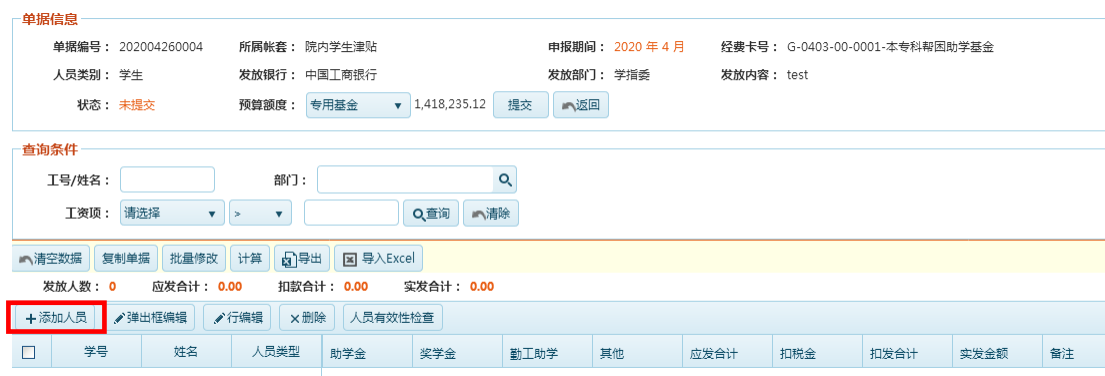 单据信息
单据编号： 202004260004 所属帐套： 院内学生津贴 申报期间： 2020 年 4 月 经费卡号： G-0403-00-0001-本专科帮困助学基金
人员类别： 学生 发放银行： 中国工商银行 发放部门： 学指委 发放内容： test
状态： 未提交 预算额度： 专用基金 ▼ 1,418,235.12 提交 返回
查询条件
工号/姓名： 部门：
工资项： 请选择 ▼ > ▼ 查询 清除
清空数据 复制单据 批量修改 计算 导出 导入Excel
发放人数： 0 应发合计： 0.00 扣款合计： 0.00 实发合计： 0.00
添加人员 弹出框编辑 行编辑 删除 人员有效性检查
学号 姓名 人员类型 助学金 奖学金 勤工助学 其他 应发合计 扣税金 扣发合计 实发金额 备注